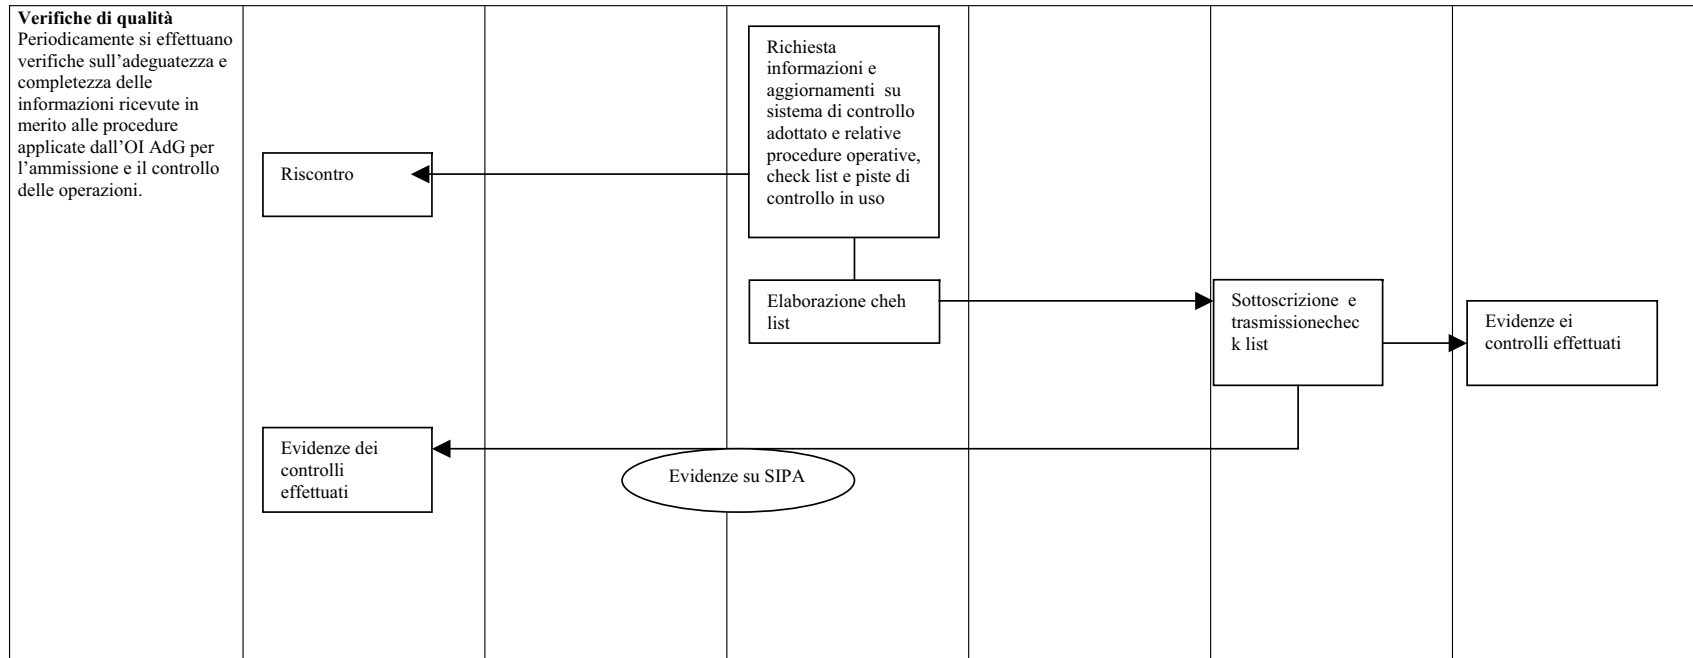 Verifiche di qualità
Periodicamente si effettuano
verifiche sull’adeguatezza e
completezza delle
informazioni ricevute in
merito alle procedure
applicate dall’OI AdG per
l’ammissione e il controllo
delle operazioni.
Riscontro
Richiesta
informazioni e
aggiornamenti su
sistema di controllo
adottato e relative
procedure operative,
check list e piste di
controllo in uso
Elaborazione cheh
list
Sottoscrizione e
trasmissionechec
k list
Evidenze ei
controlli effettuati
Evidenze dei
controlli
effettuati
Evidenze su SIPA